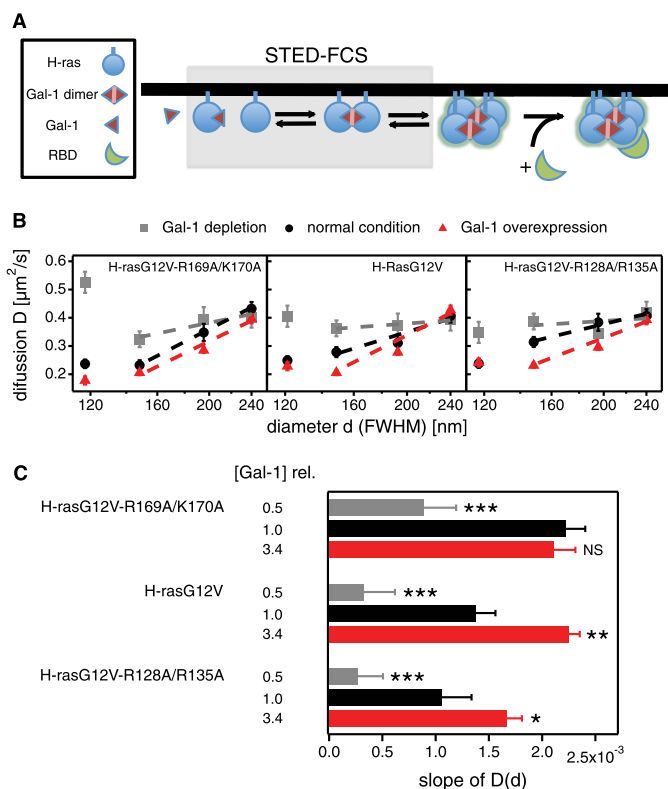 A
H-ras
Gal-1 dimer
Gal-1
RBD
STED-FCS
+
B
Gal-1 depletion normal condition Gal-1 overexpression
H-rasG12V-R169A/K170A H-RasG12V H-rasG12V-R128A/R135A
difussion D [µm²/s]
0.6
0.5
0.4
0.3
0.2
120 160 200 240 120 160 200 240 120 160 200 240
diameter d (FWHM) [nm]
C
[Gal-1] rel.
H-rasG12V-R169A/K170A 0.5 ***
1.0
3.4 NS
H-rasG12V 0.5 ***
1.0
3.4 **
H-rasG12V-R128A/R135A 0.5 ***
1.0
3.4 *
0.0 0.5 1.0 1.5 2.0 2.5x10⁻³
slope of D(d)